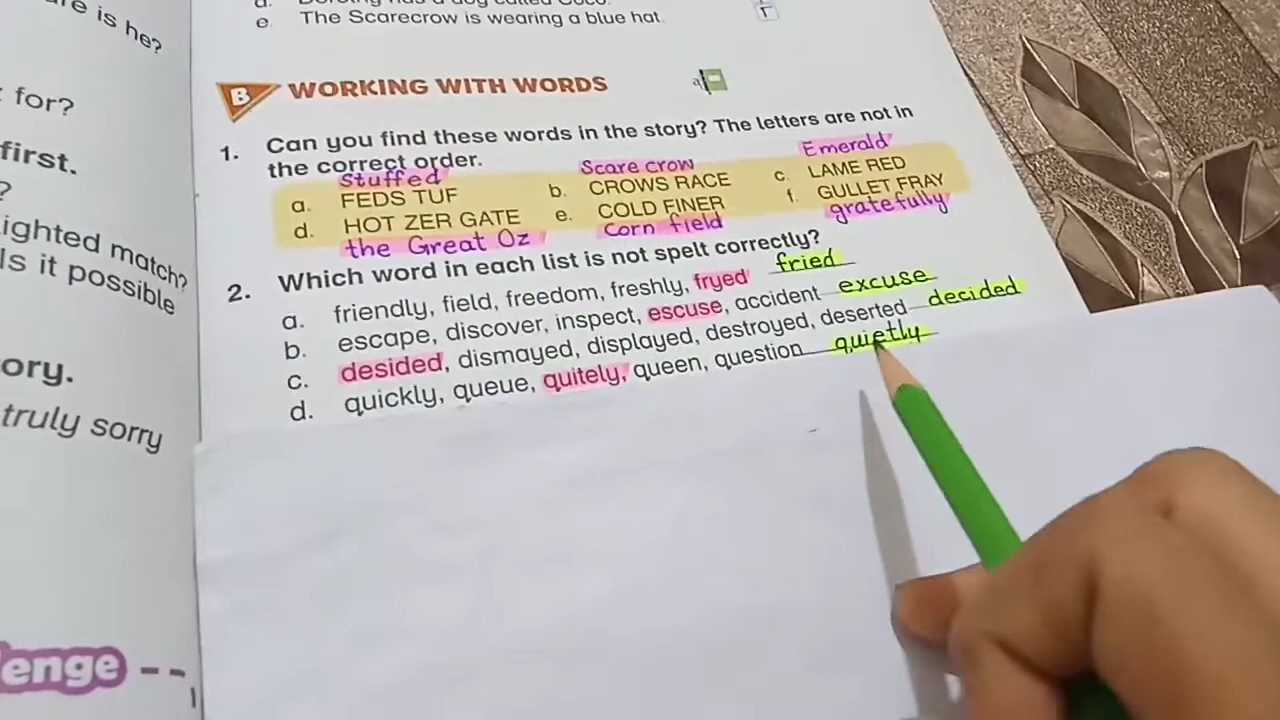 e is he?
for?
first.
?
ighted match?
Is it possible
ory.
truly sorry
enge
e. The Scarecrow is wearing a blue hat.
B WORKING WITH WORDS
1. Can you find these words in the story? The letters are not in
the correct order.
Stuffed Scare crow Emerald
a. FEDS TUF b. CROWS RACE c. LAME RED
d. HOT ZER GATE e. COLD FINER f. GULLET FRAY
the Great Oz Corn field gratefully
2. Which word in each list is not spelt correctly?
a. friendly, field, freedom, freshly, fryed fried
b. escape, discover, inspect, escuse, accident excuse
c. desided, dismayed, displayed, destroyed, deserted decided
d. quickly, queue, quitely, queen, question quietly